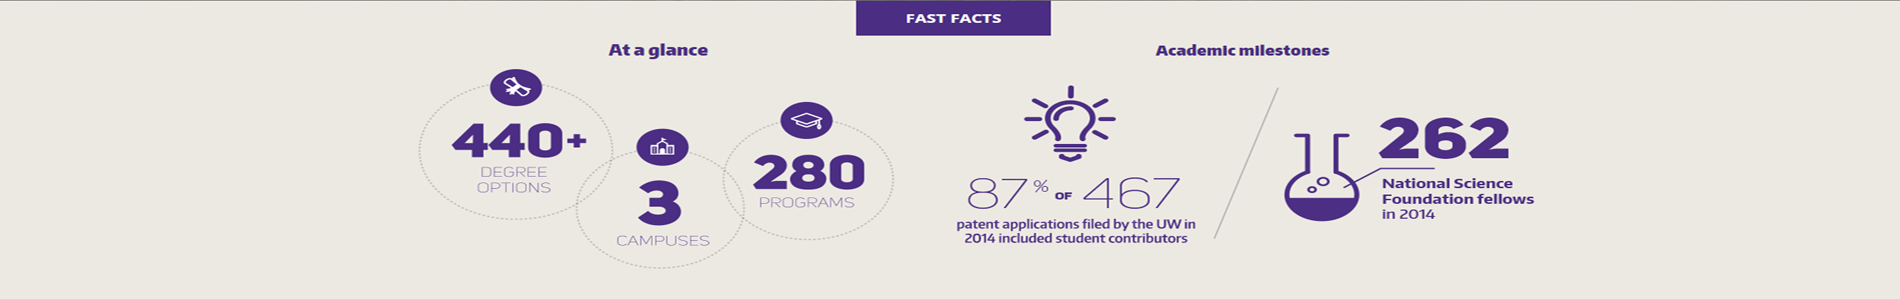 FAST FACTS
At a glance
440+
DEGREE
OPTIONS
3
CAMPUSES
280
PROGRAMS
Academic milestones
87% OF 467
patent applications filed by the UW in
2014 included student contributors
262
National Science
Foundation fellows
in 2014